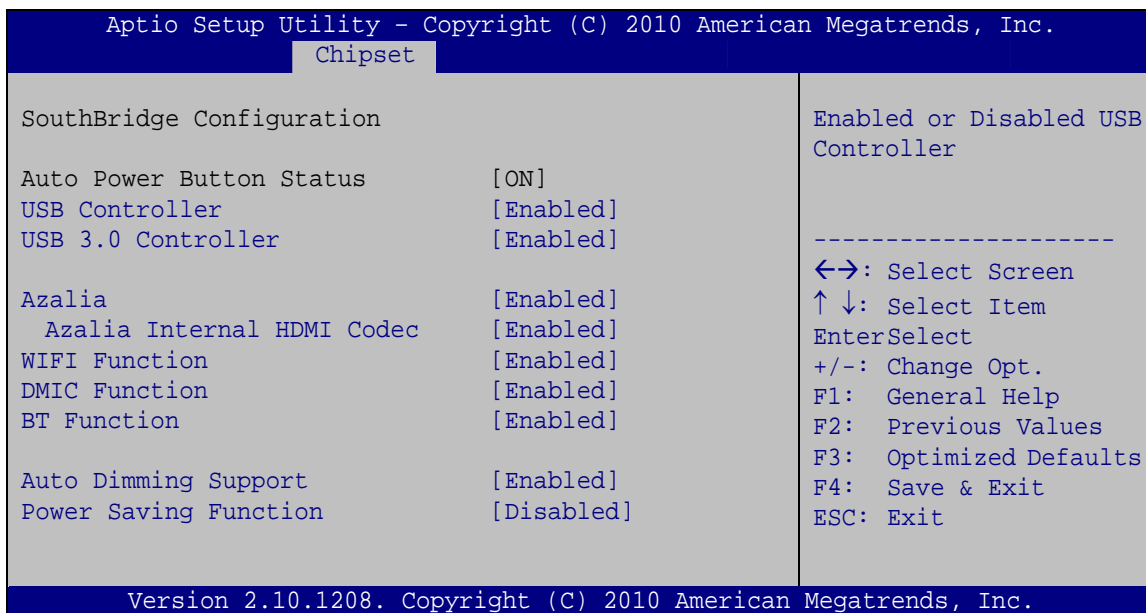 Aptio Setup Utility – Copyright (C) 2010 American Megatrends, Inc.
Chipset
SouthBridge Configuration
Auto Power Button Status [ON]
USB Controller [Enabled]
USB 3.0 Controller [Enabled]
Azalia [Enabled]
Azalia Internal HDMI Codec [Enabled]
WIFI Function [Enabled]
DMIC Function [Enabled]
BT Function [Enabled]
Auto Dimming Support [Enabled]
Power Saving Function [Disabled]
Enabled or Disabled USB
Controller
---------------------
←→: Select Screen
↑ ↓: Select Item
EnterSelect
+/-: Change Opt.
F1: General Help
F2: Previous Values
F3: Optimized Defaults
F4: Save & Exit
ESC: Exit
Version 2.10.1208. Copyright (C) 2010 American Megatrends, Inc.